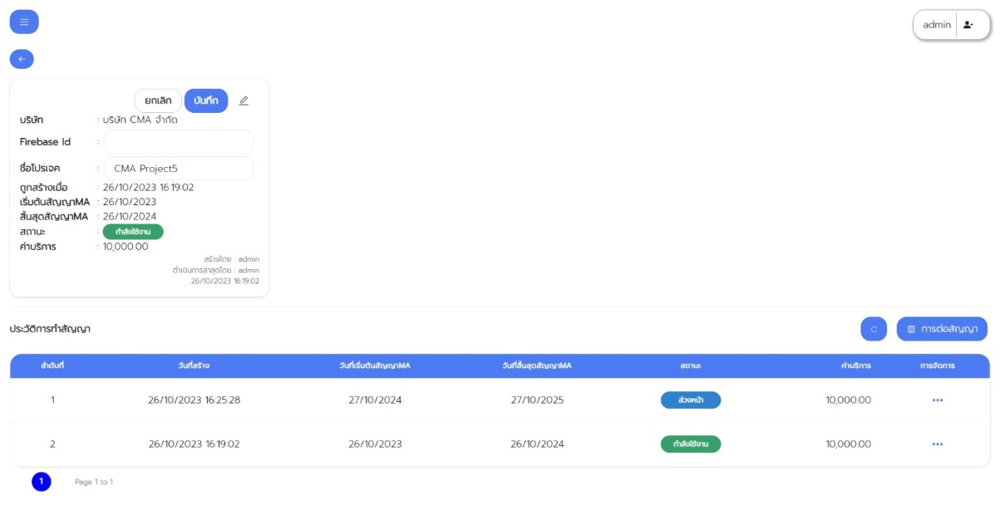 admin
ยกเลิก บันทึก
บริษัท : บริษัท CMA จำกัด
Firebase Id :
ชื่อโปรเจค : CMA Project5
ถูกสร้างเมื่อ : 26/10/2023 16:19:02
เริ่มต้นสัญญาMA : 26/10/2023
สิ้นสุดสัญญาMA : 26/10/2024
สถานะ : กำลังใช้งาน
ค่าบริการ : 10,000.00
สร้างโดย : admin
ดำเนินการล่าสุดโดย : admin
26/10/2023 16:19:02
ประวัติการทำสัญญา การต่อสัญญา
ลำดับที่ วันที่สร้าง วันที่เริ่มต้นสัญญาMA วันที่สิ้นสุดสัญญาMA สถานะ ค่าบริการ การจัดการ
1 26/10/2023 16:25:28 27/10/2024 27/10/2025 ล่วงหน้า 10,000.00
2 26/10/2023 16:19:02 26/10/2023 26/10/2024 กำลังใช้งาน 10,000.00
1 Page 1 to 1